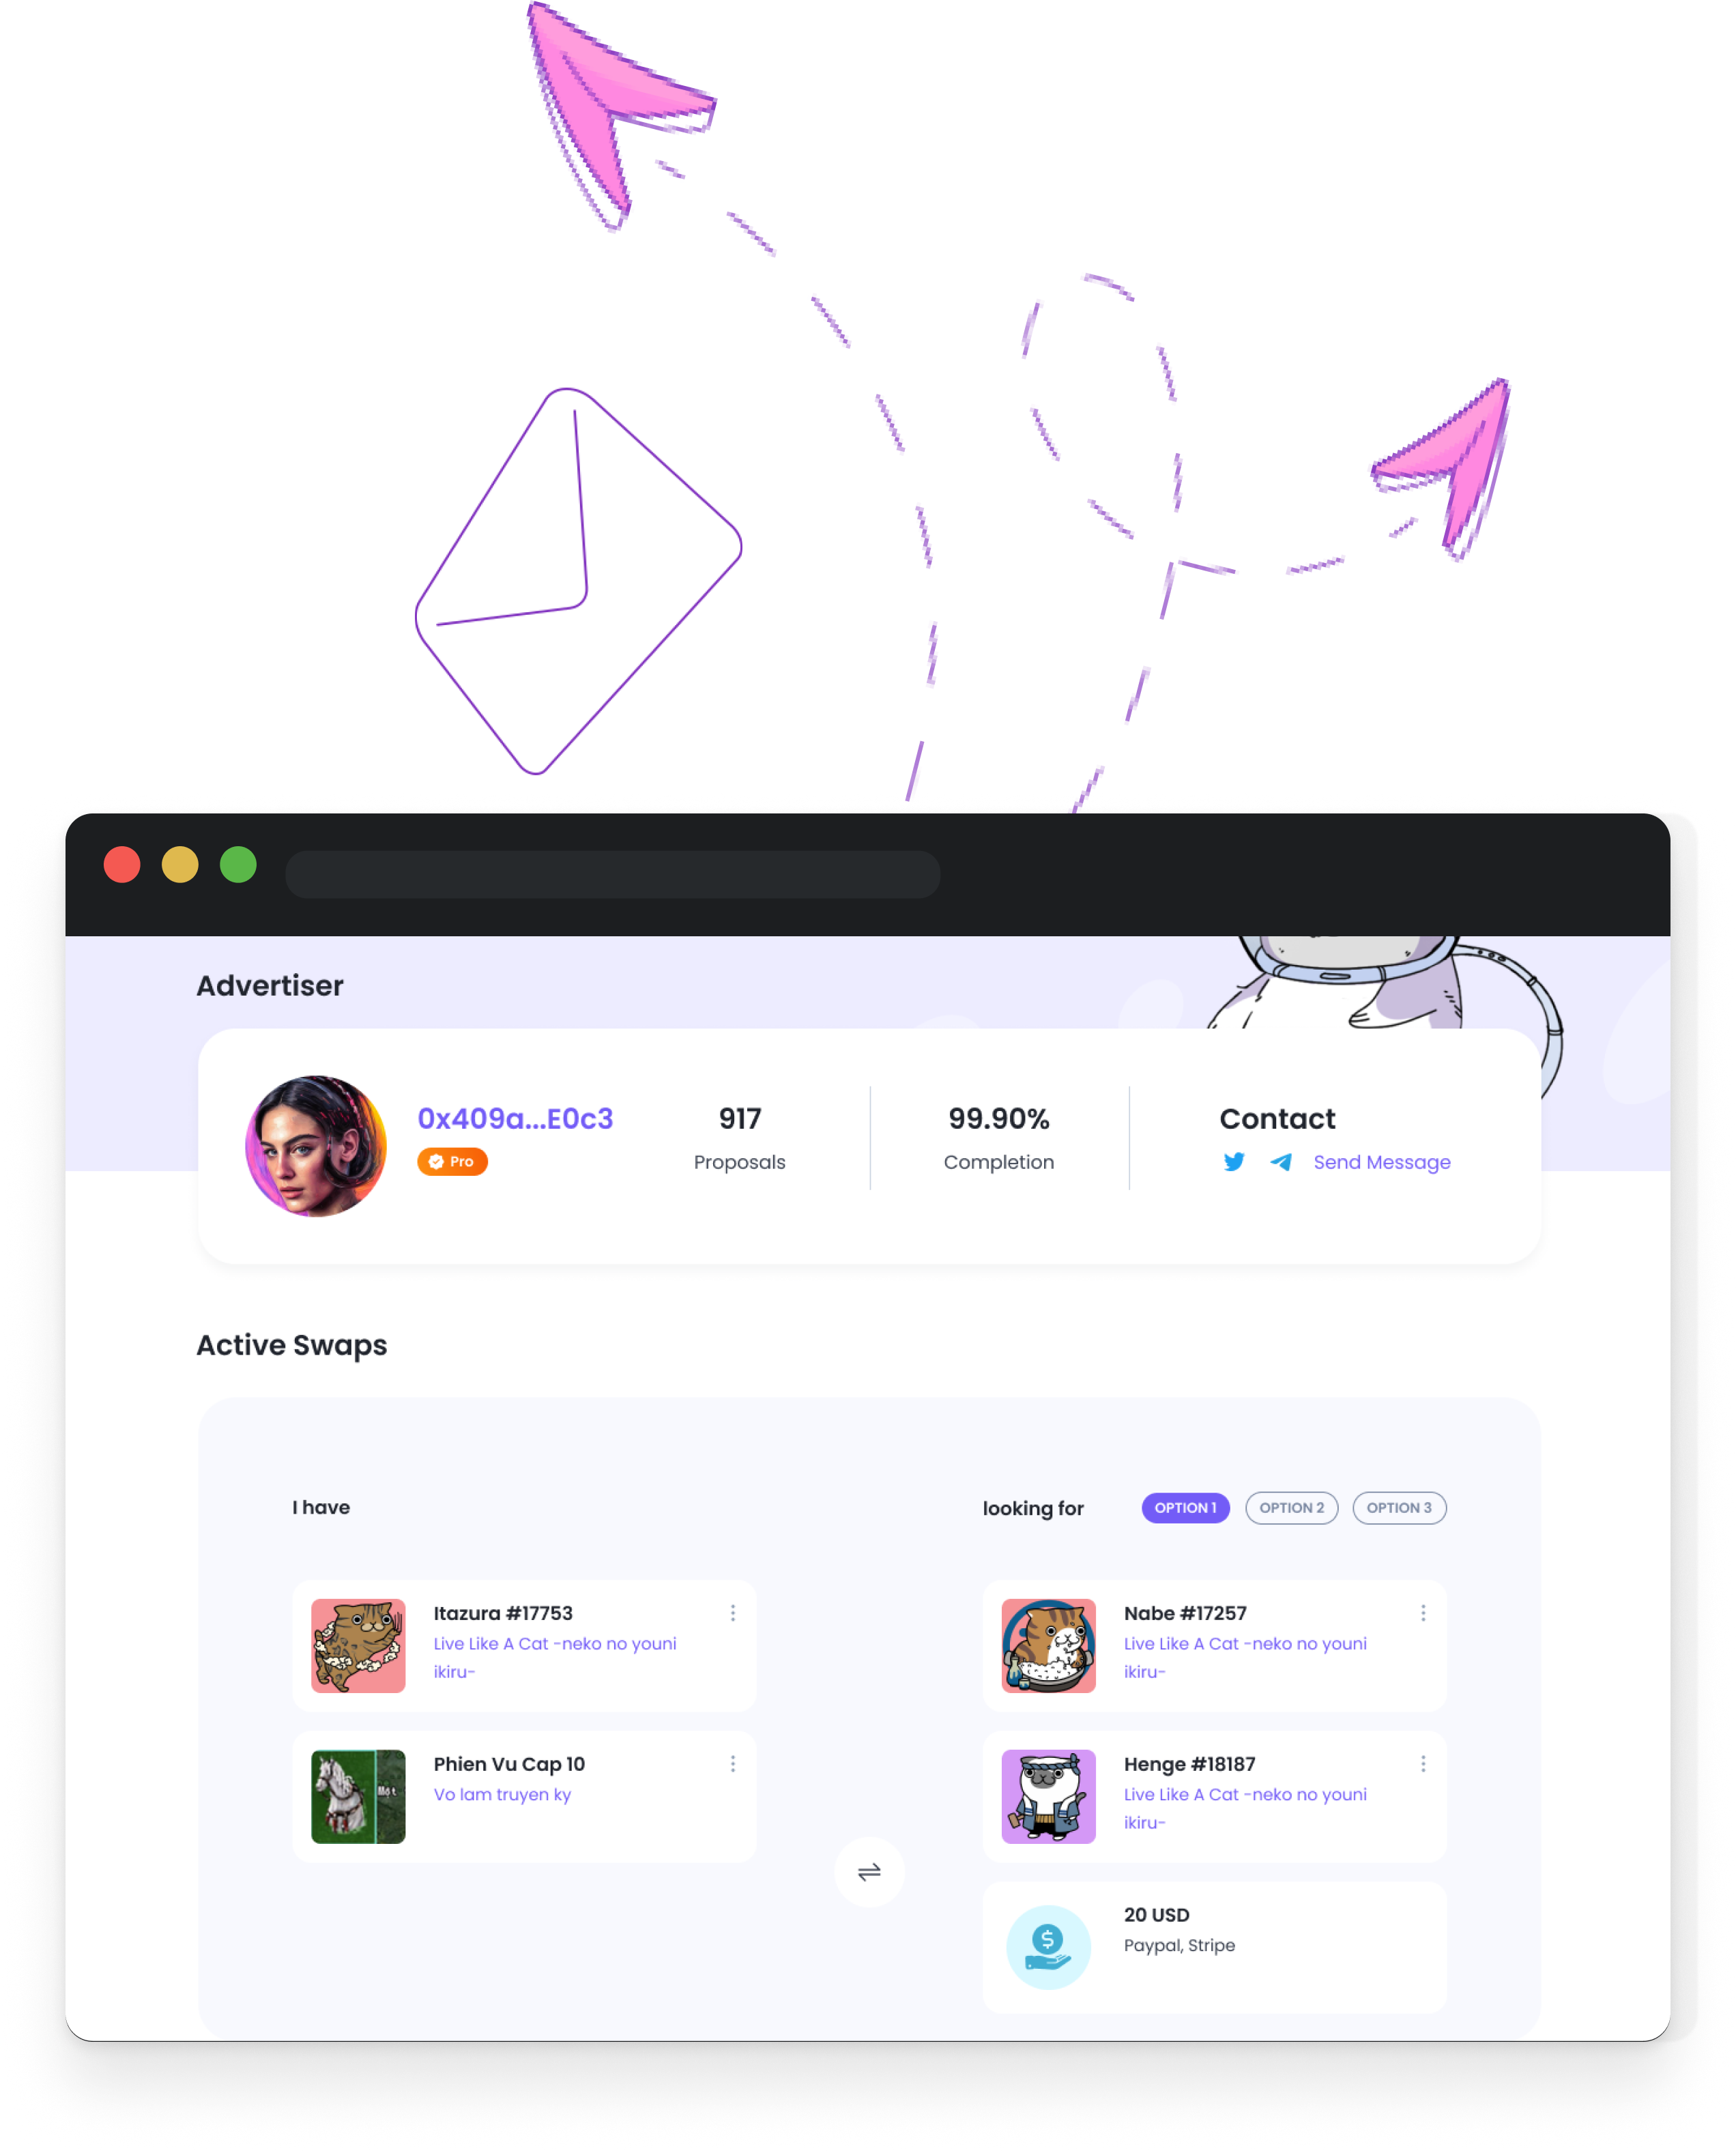 Advertiser
0x409a...E0c3
Pro
917
Proposals
99.90%
Completion
Contact
Send Message
Active Swaps
I have
looking for
OPTION 1
OPTION 2
OPTION 3
Itazura #17753
Live Like A Cat -neko no youni
ikiru-
Phien Vu Cap 10
Vo lam truyen ky
Một
Nabe #17257
Live Like A Cat -neko no youni
ikiru-
Henge #18187
Live Like A Cat -neko no youni
ikiru-
$
20 USD
Paypal, Stripe